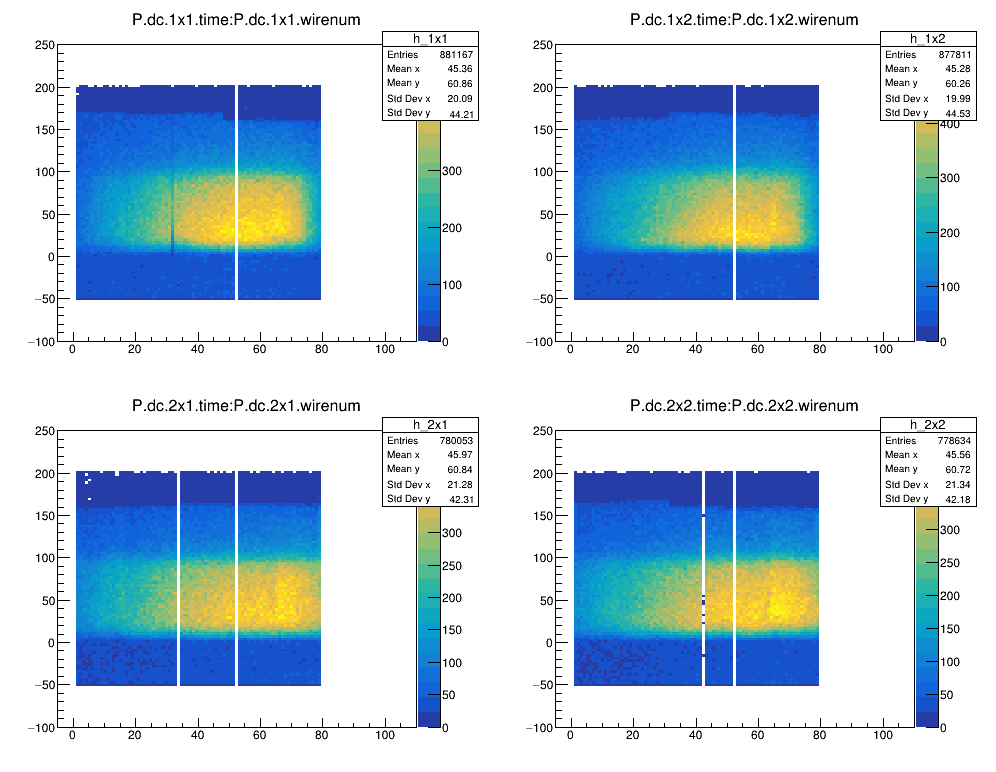 P.dc.1x1.time:P.dc.1x1.wirenum
h_1x1
Entries 881167
Mean x 45.36
Mean y 60.86
Std Dev x 20.09
Std Dev y 44.21
250
200
150
100
50
0
−50
−100
0 20 40 60 80 100
300
200
100
0
P.dc.1x2.time:P.dc.1x2.wirenum
h_1x2
Entries 877811
Mean x 45.28
Mean y 60.26
Std Dev x 19.99
Std Dev y 44.53
250
200
150
100
50
0
−50
−100
0 20 40 60 80 100
400
300
200
100
0
P.dc.2x1.time:P.dc.2x1.wirenum
h_2x1
Entries 780053
Mean x 45.97
Mean y 60.84
Std Dev x 21.28
Std Dev y 42.31
250
200
150
100
50
0
−50
−100
0 20 40 60 80 100
300
250
200
150
100
50
0
P.dc.2x2.time:P.dc.2x2.wirenum
h_2x2
Entries 778634
Mean x 45.56
Mean y 60.72
Std Dev x 21.34
Std Dev y 42.18
250
200
150
100
50
0
−50
−100
0 20 40 60 80 100
300
250
200
150
100
50
0